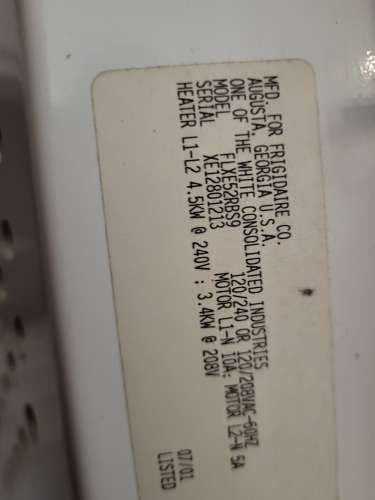 MFD. FOR FRIGIDAIRE CO.
AUGUSTA, GEORGIA U.S.A.
ONE OF THE WHITE CONSOLIDATED INDUSTRIES
MODEL FLXE52RBS9 120/240 OR 120/208VAC-60HZ
SERIAL XE12801213 MOTOR L1-N 10A: MOTOR L2-N 5A
HEATER L1-L2 4.5KW @ 240V : 3.4KW @ 208V
07/01
LISTED